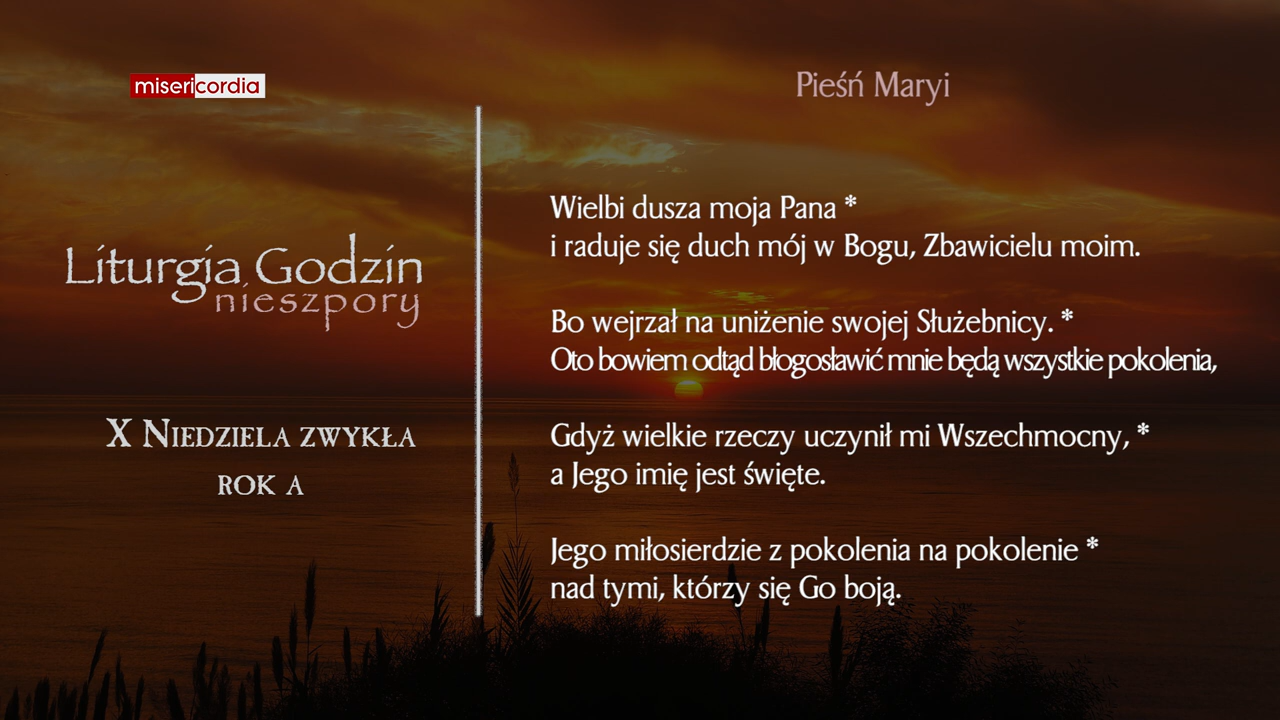 misericordia
Liturgia Godzin
nieszpory
X Niedziela zwykła
rok A
Pieśń Maryi
Wielbi dusza moja Pana *
i raduje się duch mój w Bogu, Zbawicielu moim.
Bo wejrzał na uniżenie swojej Służebnicy. *
Oto bowiem odtąd błogosławić mnie będą wszystkie pokolenia,
Gdyż wielkie rzeczy uczynił mi Wszechmocny, *
a Jego imię jest święte.
Jego miłosierdzie z pokolenia na pokolenie *
nad tymi, którzy się Go boją.